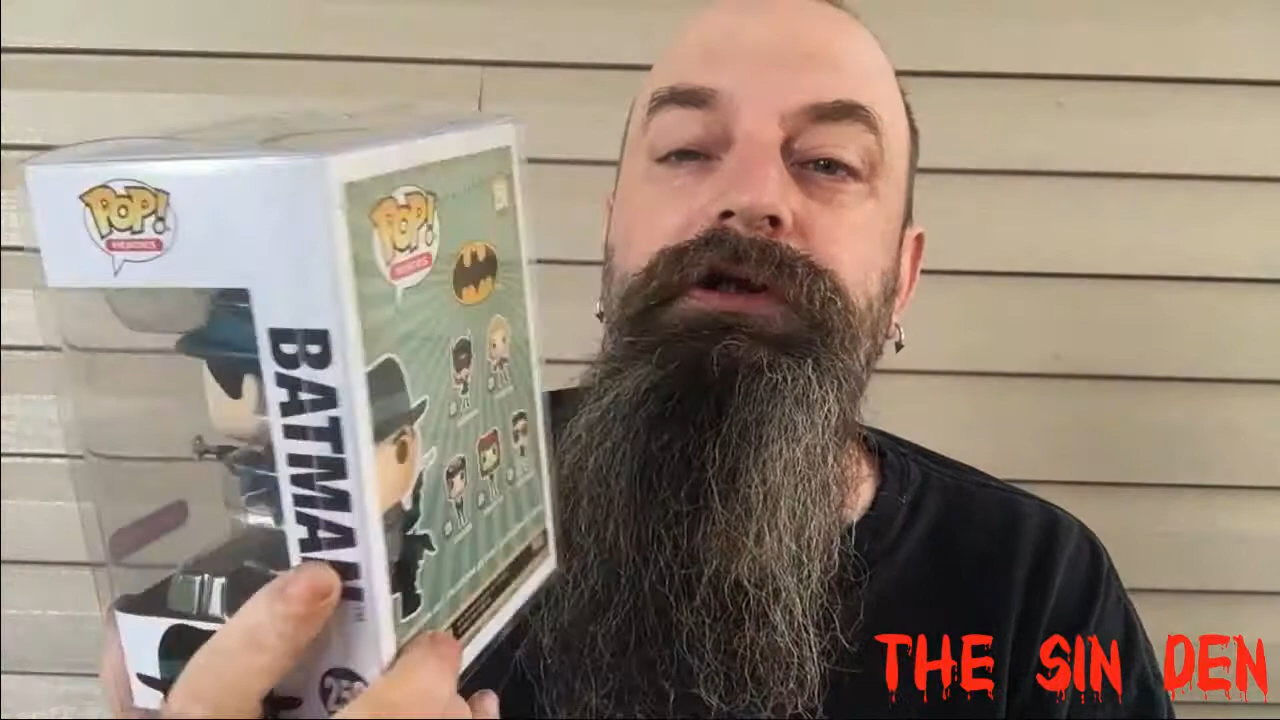 POP!
HEROES
POP!
HEROES
BATMAN
THE SIN DEN